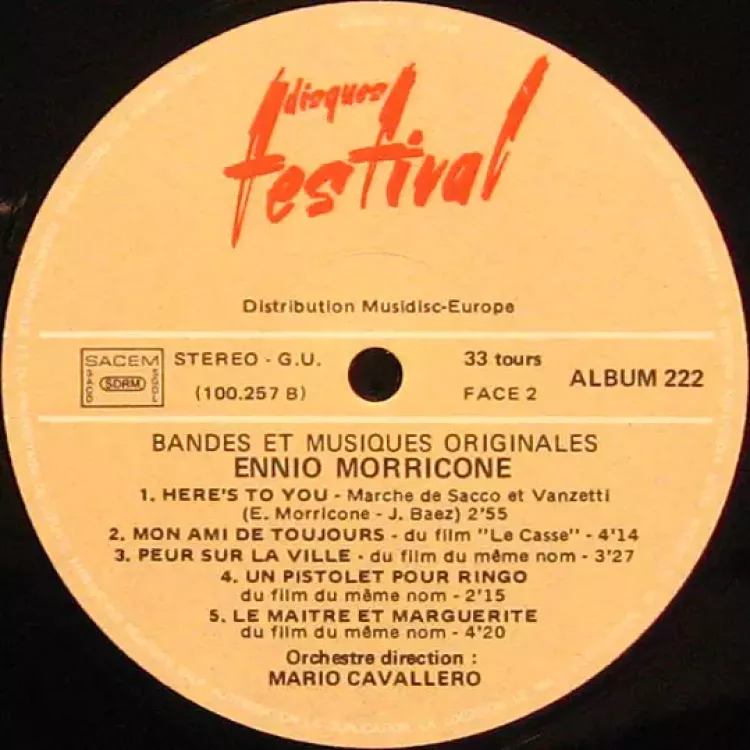 disques
festival
Distribution Musidisc-Europe
SACEM
SACD
SDRM
SGDL
STEREO - G.U.
(100.257 B)
33 tours
FACE 2
ALBUM 222
BANDES ET MUSIQUES ORIGINALES
ENNIO MORRICONE
1. HERE'S TO YOU - Marche de Sacco et Vanzetti
(E. Morricone - J. Baez) 2'55
2. MON AMI DE TOUJOURS - du film "Le Casse" - 4'14
3. PEUR SUR LA VILLE - du film du même nom - 3'27
4. UN PISTOLET POUR RINGO
du film du même nom - 2'15
5. LE MAITRE ET MARGUERITE
du film du même nom - 4'20
Orchestre direction :
MARIO CAVALLERO